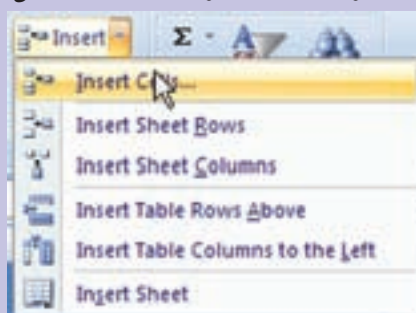 Insert
Σ
Insert Cells...
Insert Sheet Rows
Insert Sheet Columns
Insert Table Rows Above
Insert Table Columns to the Left
Insert Sheet